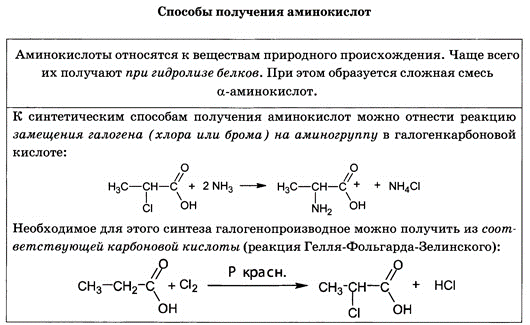 Способы получения аминокислот
Аминокислоты относятся к веществам природного происхождения. Чаще всего
их получают при гидролизе белков. При этом образуется сложная смесь
α-аминокислот.
К синтетическим способам получения аминокислот можно отнести реакцию
замещения галогена (хлора или брома) на аминогруппу в галогенкарбоновой
кислоте:
O O
H₃C—CH—C + 2 NH₃ → H₃C—CH—C + + NH₄Cl
Cl OH NH₂ OH
Необходимое для этого синтеза галогенопроизводное можно получить из соот-
ветствующей карбоновой кислоты (реакция Гелля-Фольгарда-Зелинского):
O P красн. O
CH₃—CH₂—C + Cl₂ → CH₃-CH—C + HCl
OH Cl OH